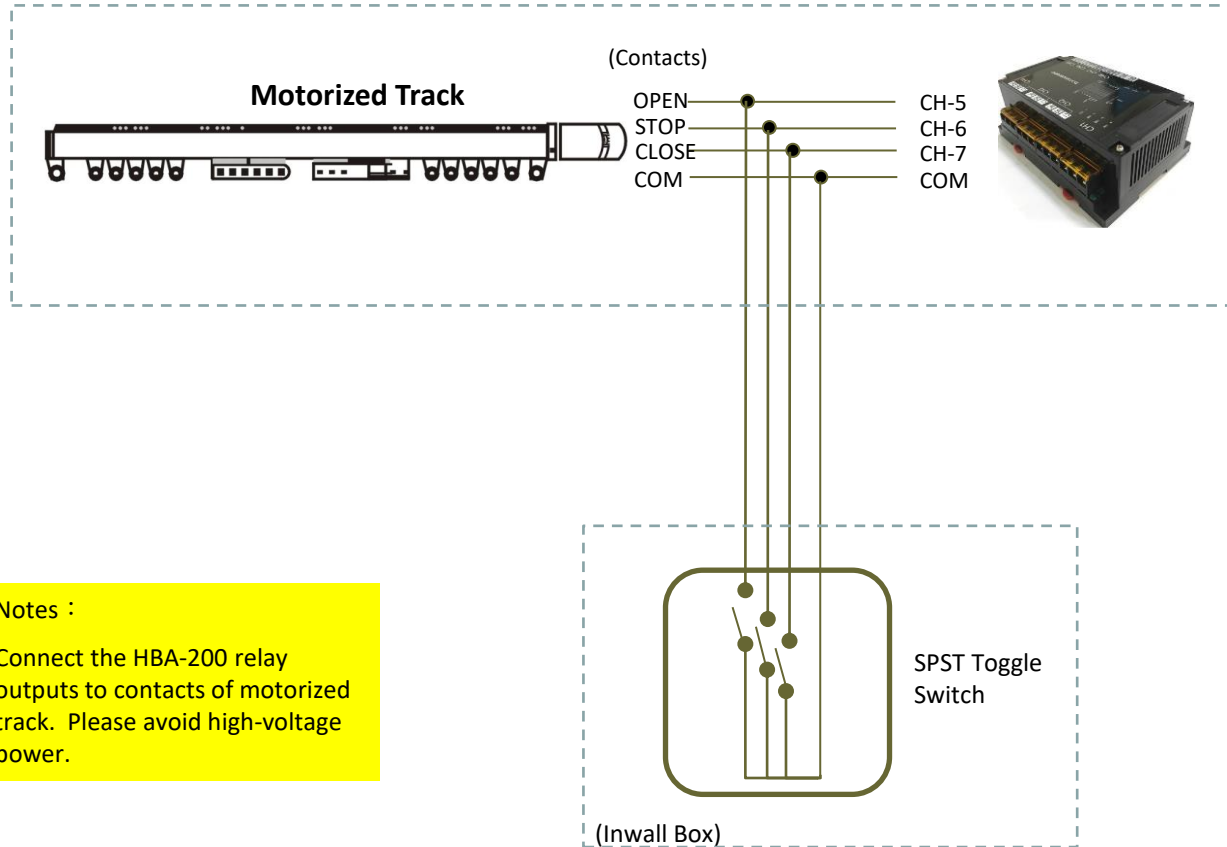 (Contacts)
Motorized Track
OPEN
CH-5
STOP
CH-6
CLOSE
CH-7
COM
COM
Notes：
Connect the HBA-200 relay
outputs to contacts of motorized
track. Please avoid high-voltage
power.
SPST Toggle
Switch
(Inwall Box)